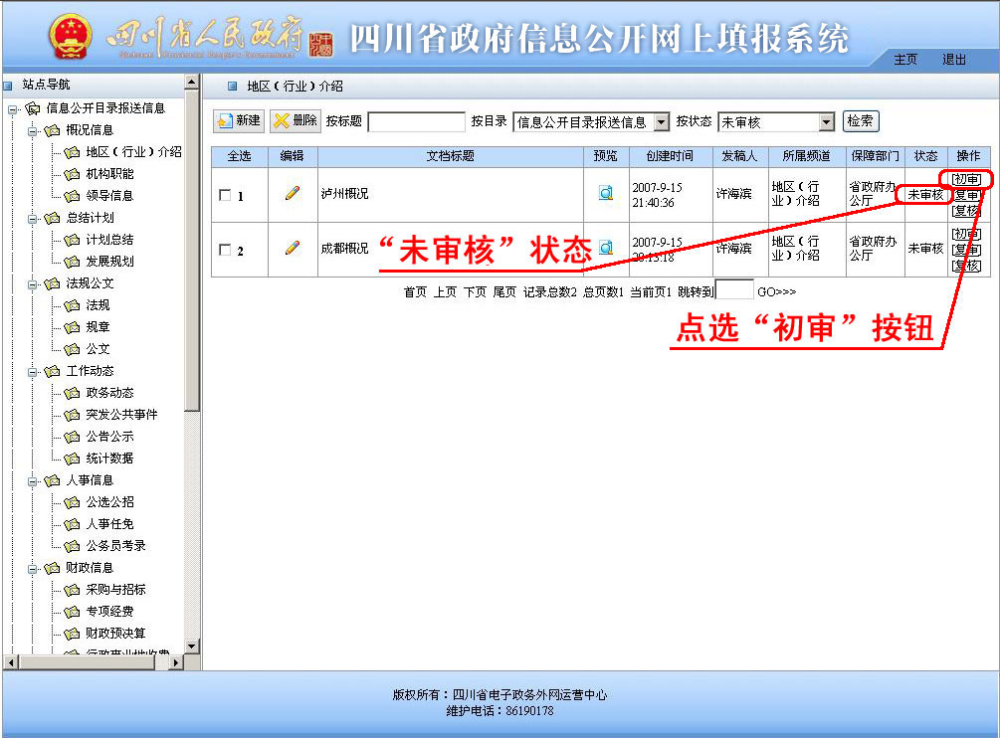 四川省人民政府
四川省政府信息公开网上填报系统
主页 退出
站点导航
信息公开目录报送信息
概况信息
地区（行业）介绍
机构职能
领导信息
总结计划
计划总结
发展规划
法规公文
法规
规章
公文
工作动态
政务动态
突发公共事件
公告公示
统计数据
人事信息
公选公招
人事任免
公务员考录
财政信息
采购与招标
专项经费
财政预决算
地区（行业）介绍
新建 删除 按标题 按目录 信息公开目录报送信息 按状态 未审核 检索
全选 编辑 文档标题 预览 创建时间 发稿人 所属频道 保障部门 状态 操作
1 泸州概况 2007-9-15 21:40:36 许海滨 地区（行业）介绍 省政府办公厅 未审核 [初审] [复审] [复核]
2 成都概况 2007-9-15 许海滨 地区（行业）介绍 省政府办公厅 未审核 [初审] [复审] [复核]
“未审核”状态
首页 上页 下页 尾页 记录总数2 总页数1 当前页1 跳转到 GO>>>
点选“初审”按钮
版权所有：四川省电子政务外网运营中心
维护电话：86190178